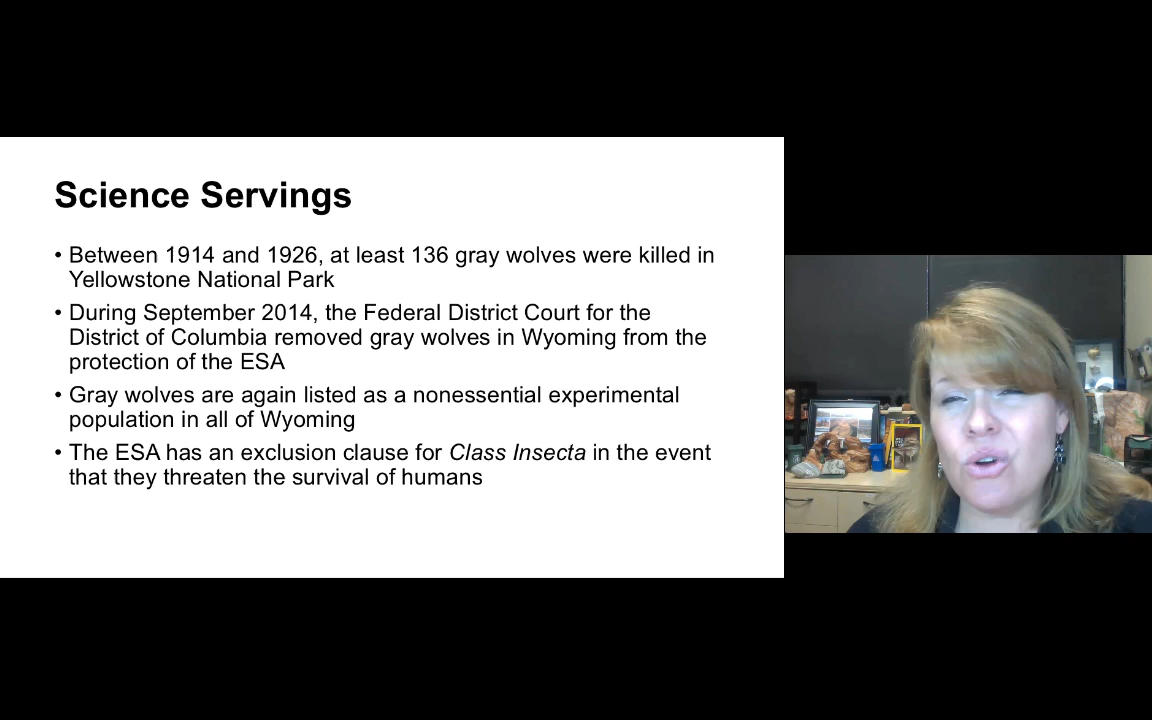 Science Servings
• Between 1914 and 1926, at least 136 gray wolves were killed in
Yellowstone National Park
• During September 2014, the Federal District Court for the
District of Columbia removed gray wolves in Wyoming from the
protection of the ESA
• Gray wolves are again listed as a nonessential experimental
population in all of Wyoming
• The ESA has an exclusion clause for Class Insecta in the event
that they threaten the survival of humans